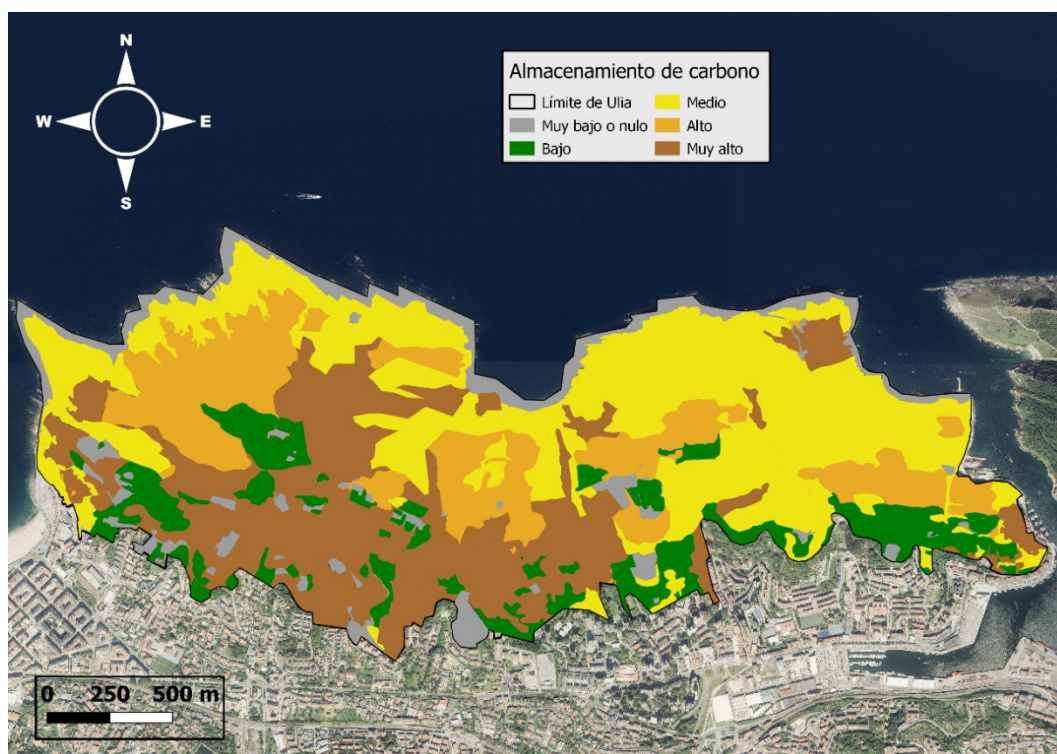 N
W E
S
Almacenamiento de carbono
Límite de Ulia
Muy bajo o nulo
Bajo
Medio
Alto
Muy alto
0 250 500 m